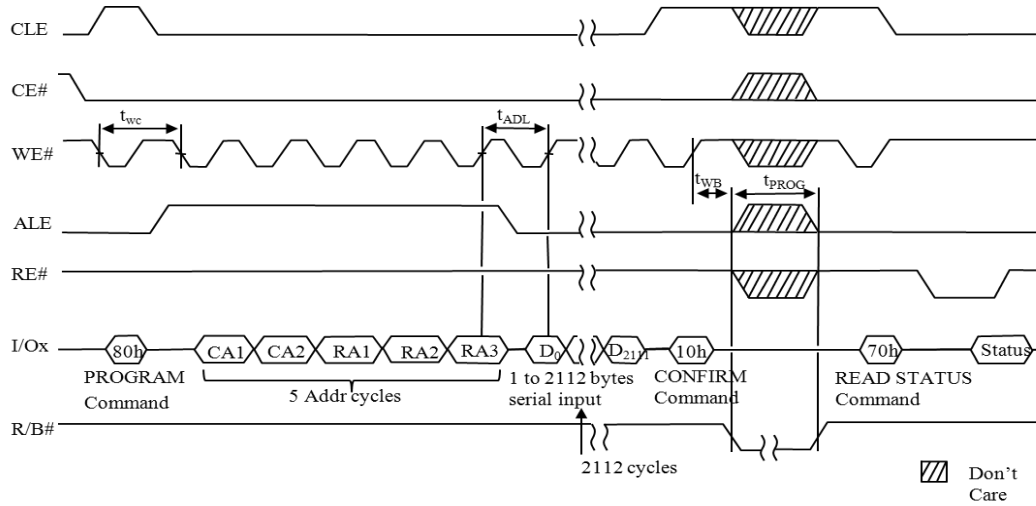 CLE
CE#
twc
tADL
WE#
tWB
tPROG
ALE
RE#
I/Ox
80h
CA1
CA2
RA1
RA2
RA3
D0
D2111
10h
70h
Status
PROGRAM
Command
5 Addr cycles
1 to 2112 bytes
serial input
CONFIRM
Command
READ STATUS
Command
R/B#
2112 cycles
Don't
Care